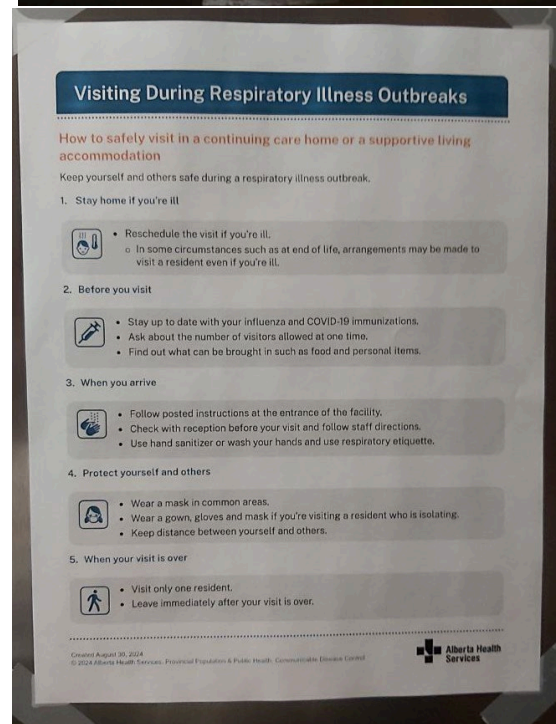 Visiting During Respiratory Illness Outbreaks
How to safely visit in a continuing care home or a supportive living
accommodation
Keep yourself and others safe during a respiratory illness outbreak.
1. Stay home if you're ill
• Reschedule the visit if you're ill.
o In some circumstances such as at end of life, arrangements may be made to
visit a resident even if you're ill.
2. Before you visit
• Stay up to date with your influenza and COVID-19 immunizations.
• Ask about the number of visitors allowed at one time.
• Find out what can be brought in such as food and personal items.
3. When you arrive
• Follow posted instructions at the entrance of the facility.
• Check with reception before your visit and follow staff directions.
• Use hand sanitizer or wash your hands and use respiratory etiquette.
4. Protect yourself and others
• Wear a mask in common areas.
• Wear a gown, gloves and mask if you're visiting a resident who is isolating.
• Keep distance between yourself and others.
5. When your visit is over
• Visit only one resident.
• Leave immediately after your visit is over.
Created August 30, 2024
© 2024 Alberta Health Services, Provincial Population & Public Health, Communicable Disease Control
Alberta Health
Services